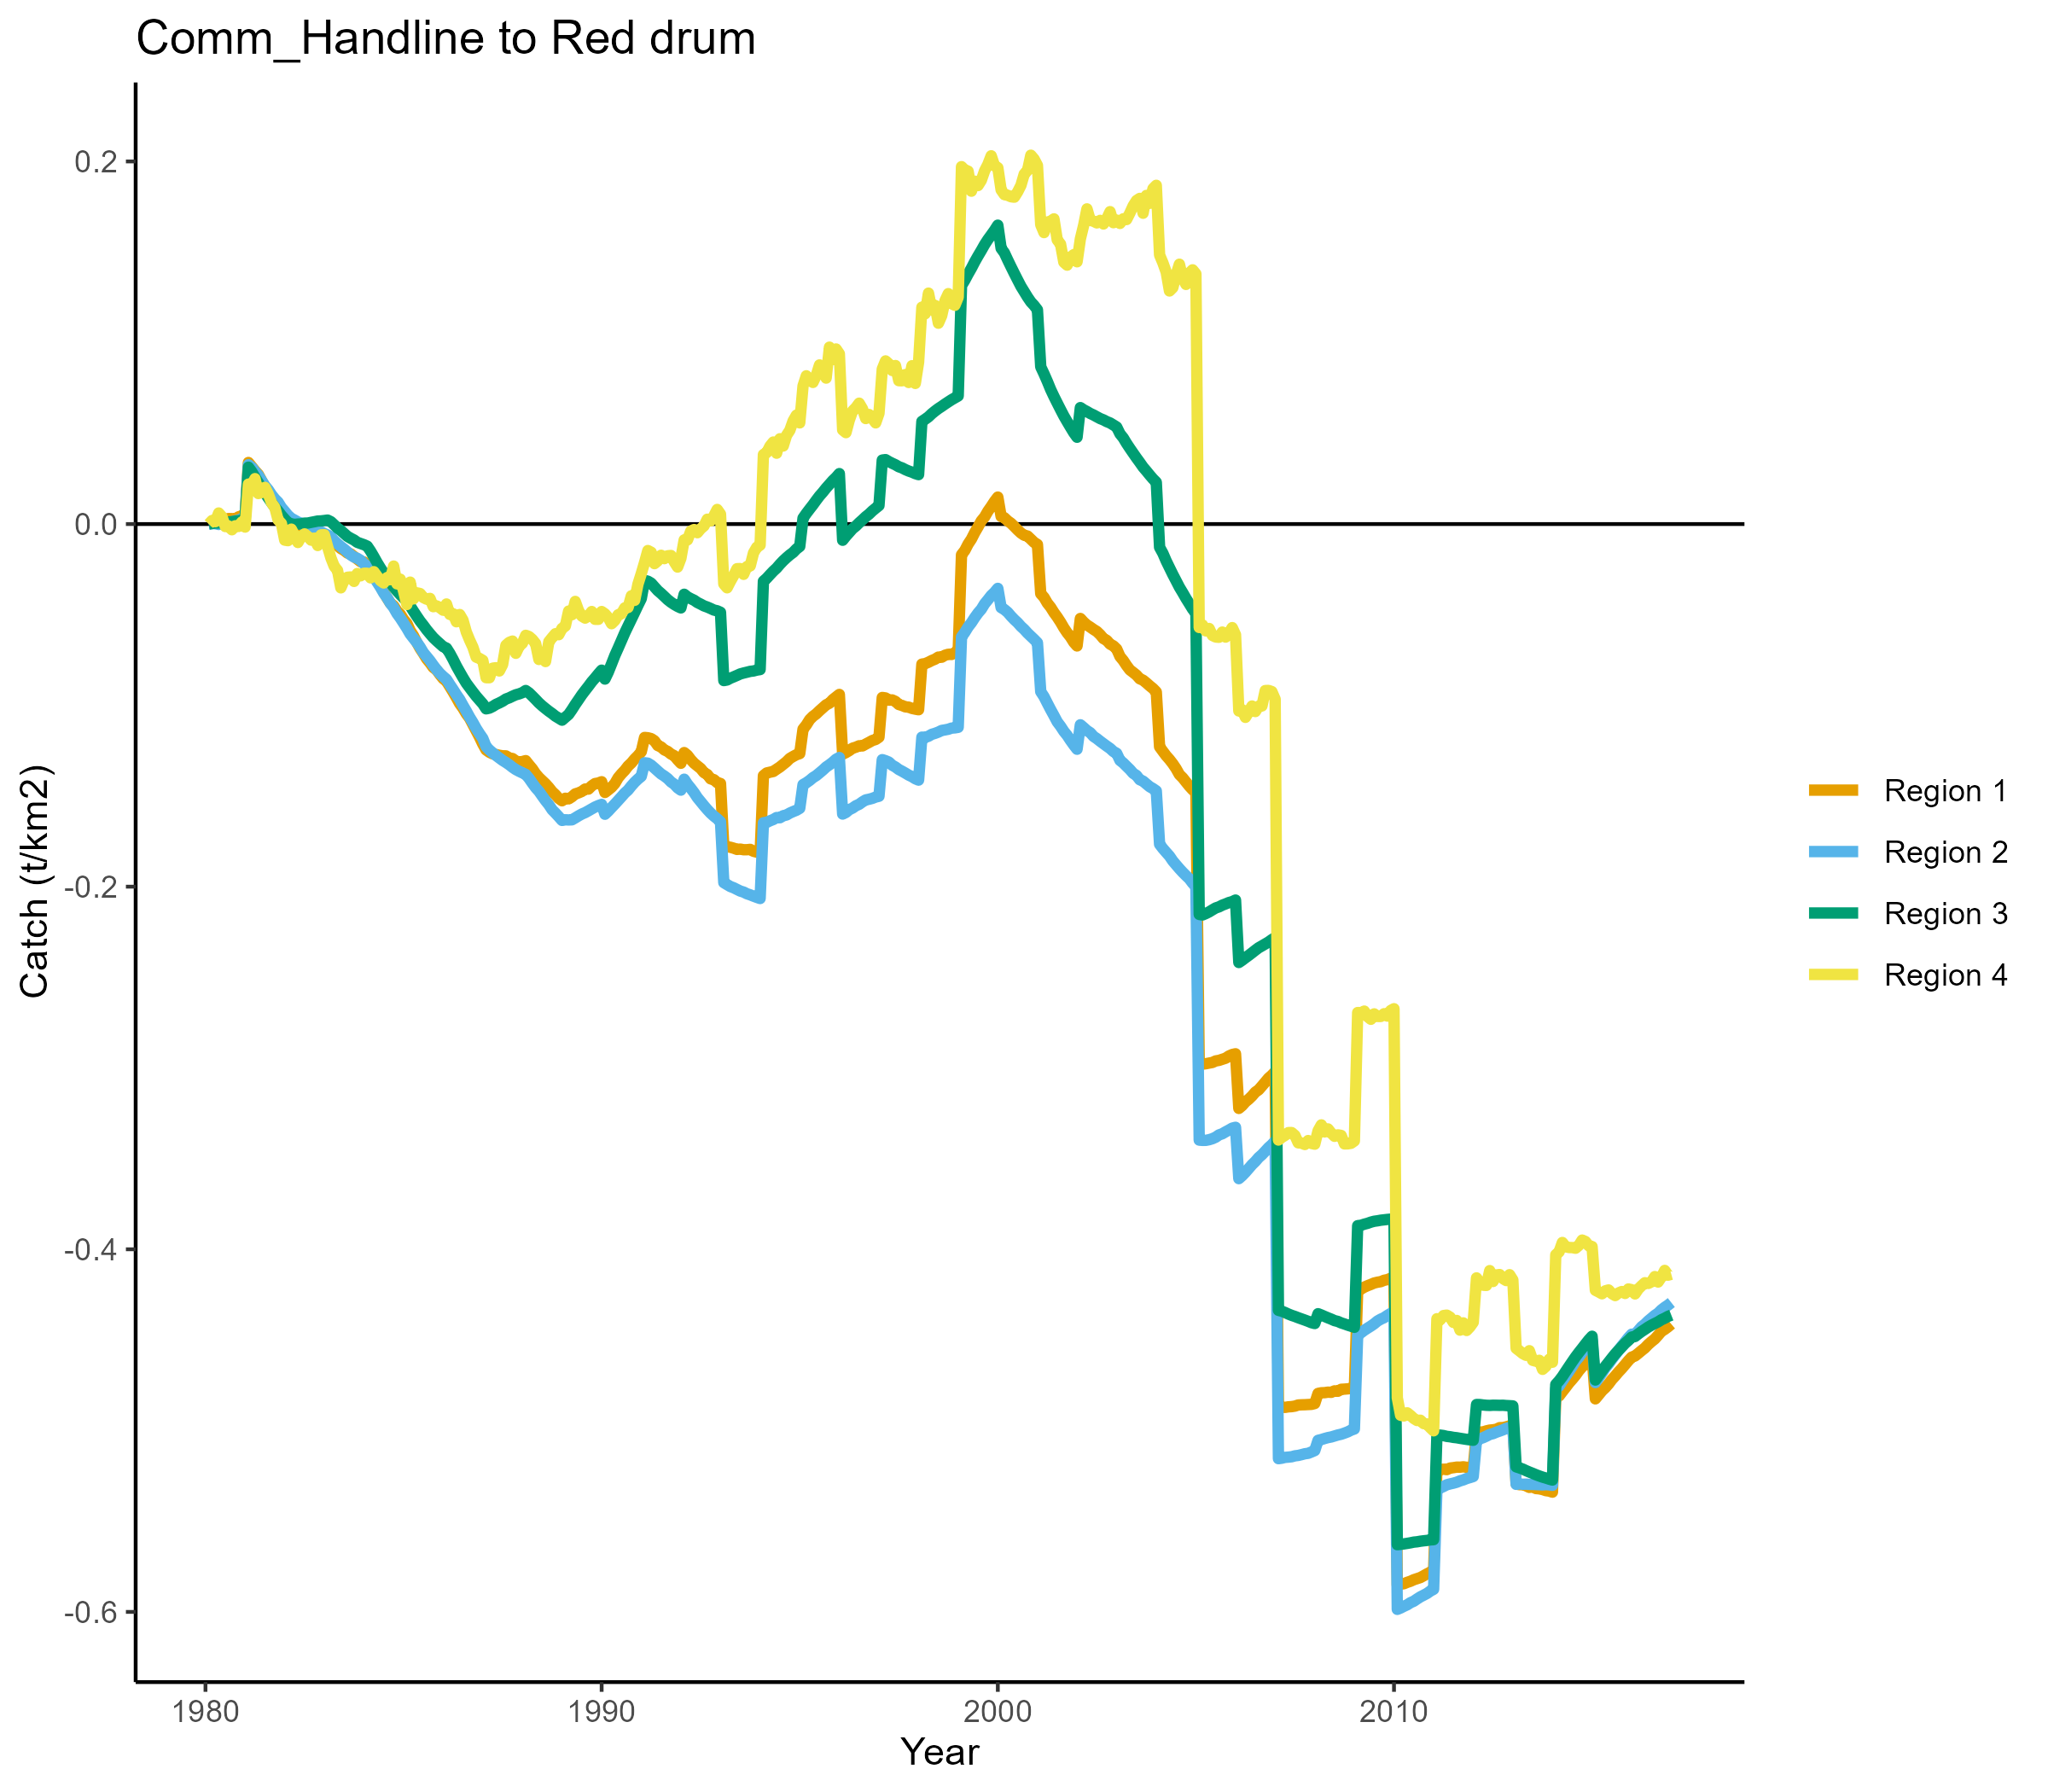 Comm_Handline to Red drum
Catch (t/km2)
0.2
0.0
-0.2
-0.4
-0.6
1980
1990
2000
2010
Year
Region 1
Region 2
Region 3
Region 4